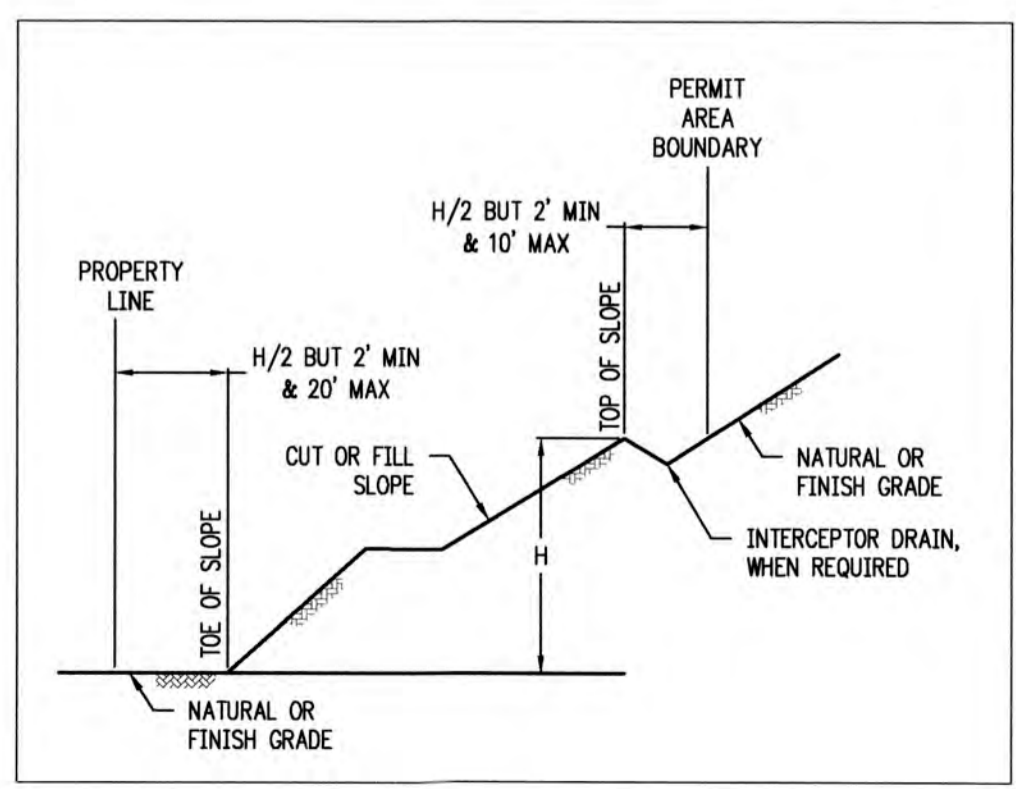 PERMIT
AREA
BOUNDARY
H/2 BUT 2' MIN
& 10' MAX
PROPERTY
LINE
H/2 BUT 2' MIN
& 20' MAX
TOP OF SLOPE
CUT OR FILL
SLOPE
NATURAL OR
FINISH GRADE
TOE OF SLOPE
H
INTERCEPTOR DRAIN,
WHEN REQUIRED
NATURAL OR
FINISH GRADE